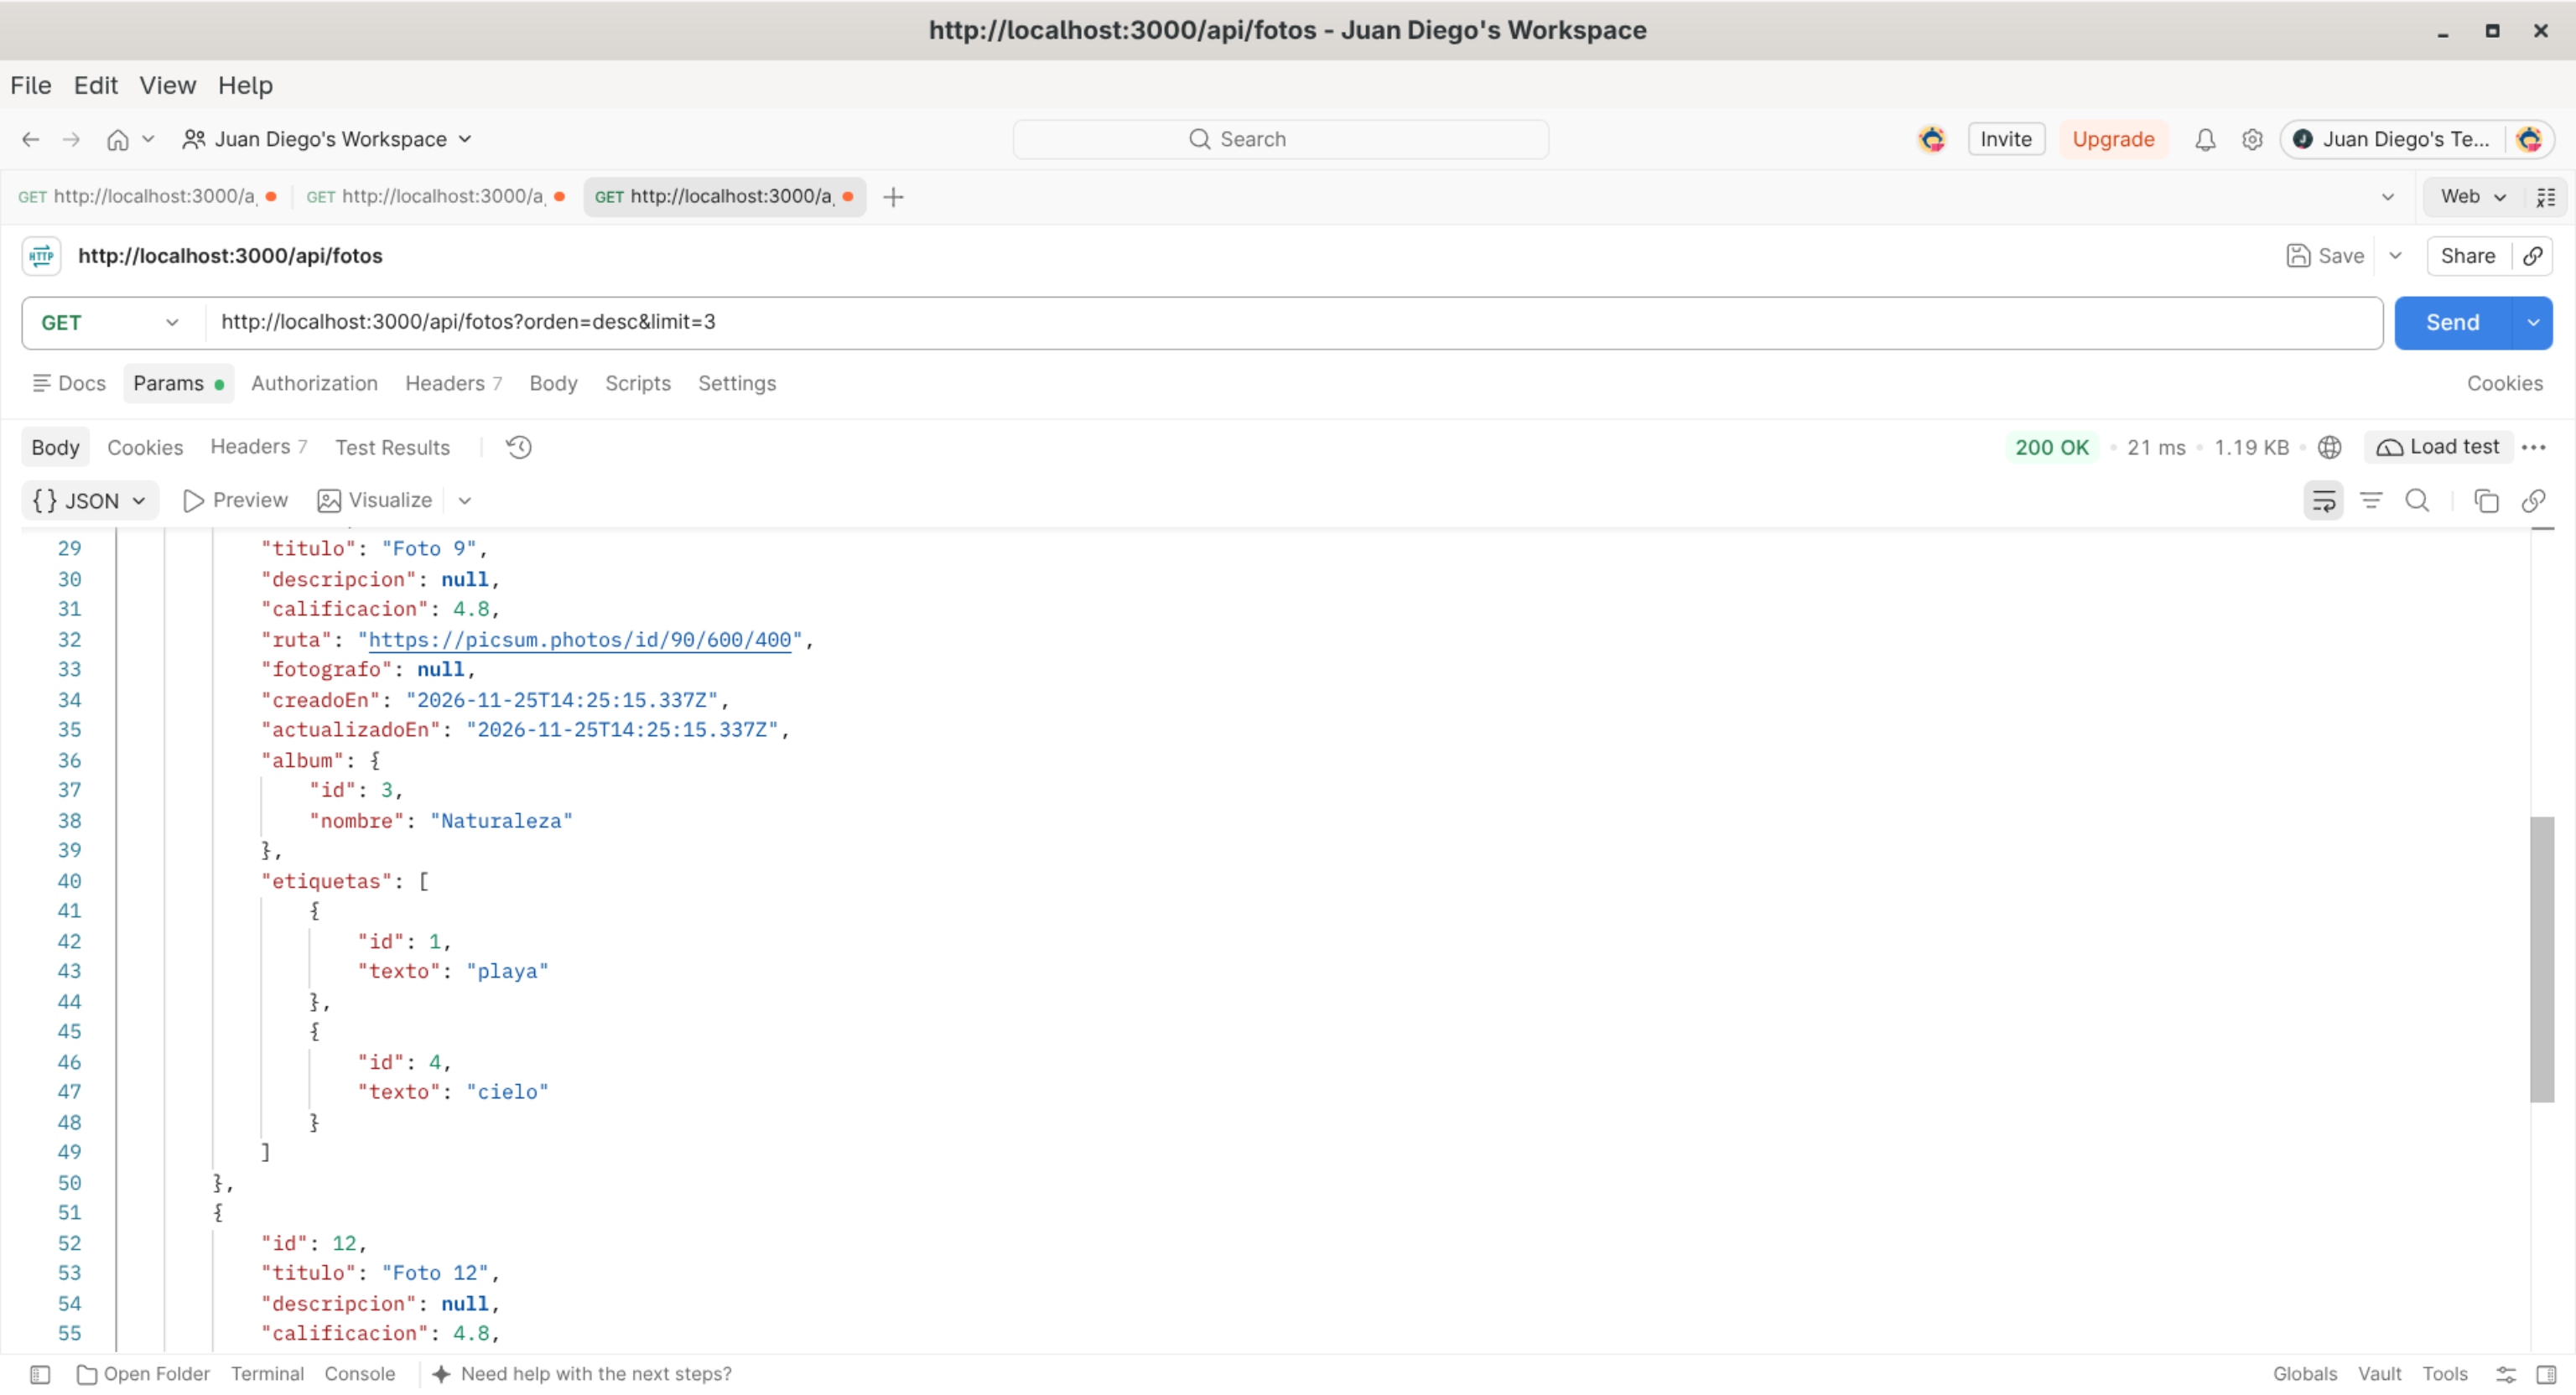 http://localhost:3000/api/fotos - Juan Diego's Workspace
File Edit View Help
Juan Diego's Workspace Search Invite Upgrade Juan Diego's Te...
GET http://localhost:3000/a GET http://localhost:3000/a GET http://localhost:3000/a Web
HTTP http://localhost:3000/api/fotos Save Share
GET http://localhost:3000/api/fotos?orden=desc&limit=3 Send
Docs Params Authorization Headers 7 Body Scripts Settings Cookies
Body Cookies Headers 7 Test Results 200 OK 21 ms 1.19 KB Load test
{} JSON Preview Visualize
29 "titulo": "Foto 9",
30 "descripcion": null,
31 "calificacion": 4.8,
32 "ruta": "https://picsum.photos/id/90/600/400",
33 "fotografo": null,
34 "creadoEn": "2026-11-25T14:25:15.337Z",
35 "actualizadoEn": "2026-11-25T14:25:15.337Z",
36 "album": {
37 "id": 3,
38 "nombre": "Naturaleza"
39 },
40 "etiquetas": [
41 {
42 "id": 1,
43 "texto": "playa"
44 },
45 {
46 "id": 4,
47 "texto": "cielo"
48 }
49 ]
50 },
51 {
52 "id": 12,
53 "titulo": "Foto 12",
54 "descripcion": null,
55 "calificacion": 4.8,
Open Folder Terminal Console Need help with the next steps? Globals Vault Tools